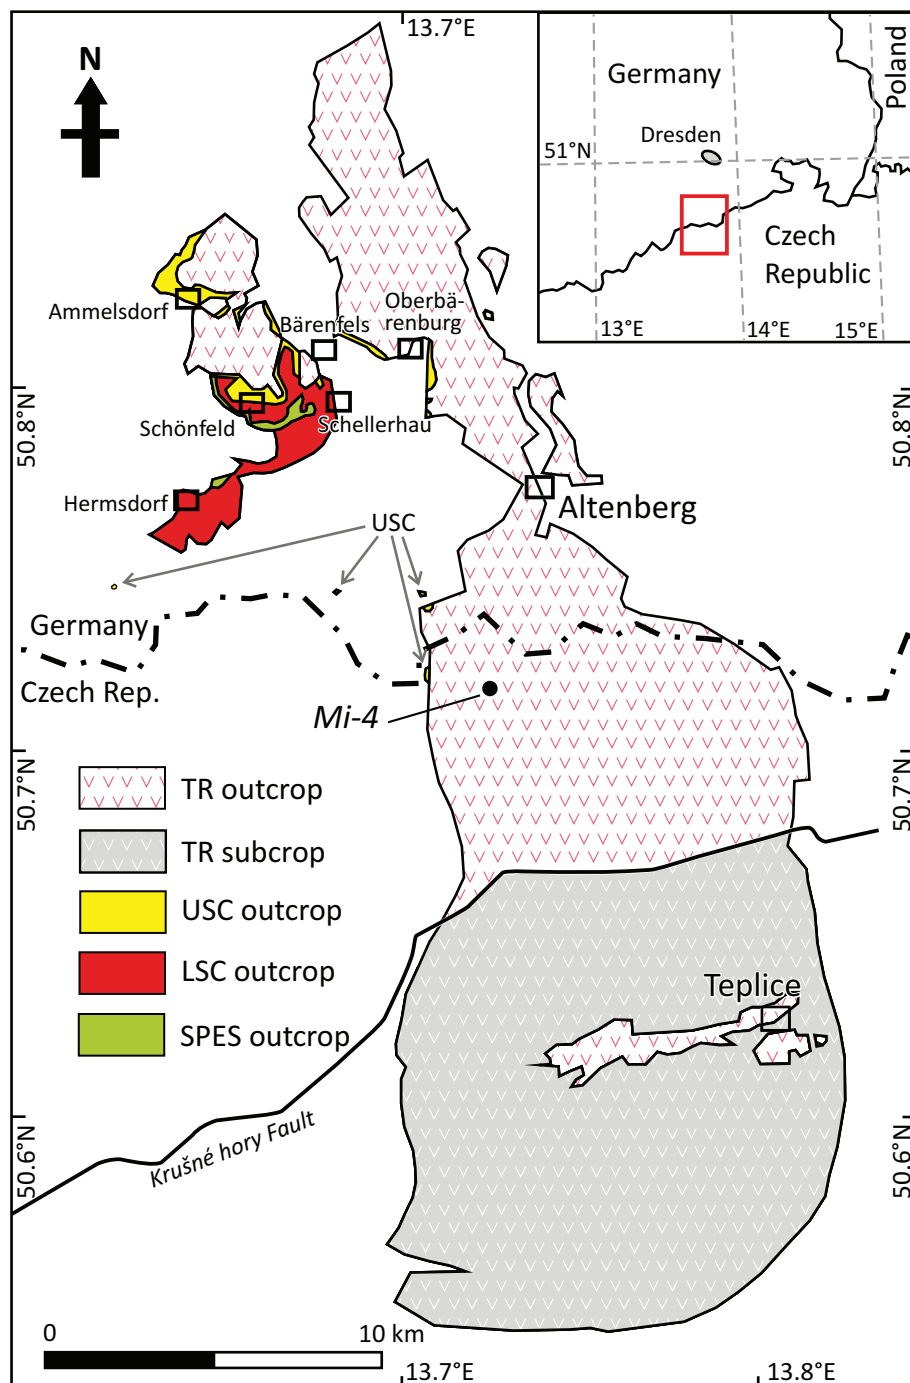 13.7°E
N
Germany
Poland
Dresden
51°N
Czech
Republic
13°E
14°E
15°E
Ammelsdorf
Bärenfels
Oberbä-
renburg
50.8°N
50.8°N
Schönfeld
Schellerhau
Hermsdorf
Altenberg
USC
Germany
Czech Rep.
Mi-4
50.7°N
50.7°N
TR outcrop
TR subcrop
USC outcrop
LSC outcrop
SPES outcrop
Teplice
Krušné hory Fault
50.6°N
50.6°N
0
10 km
13.7°E
13.8°E